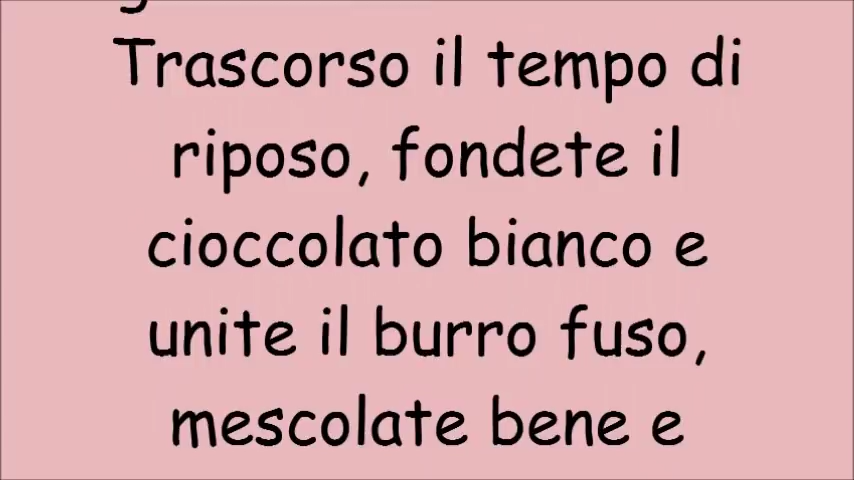 Trascorso il tempo di
riposo, fondete il
cioccolato bianco e
unite il burro fuso,
mescolate bene e